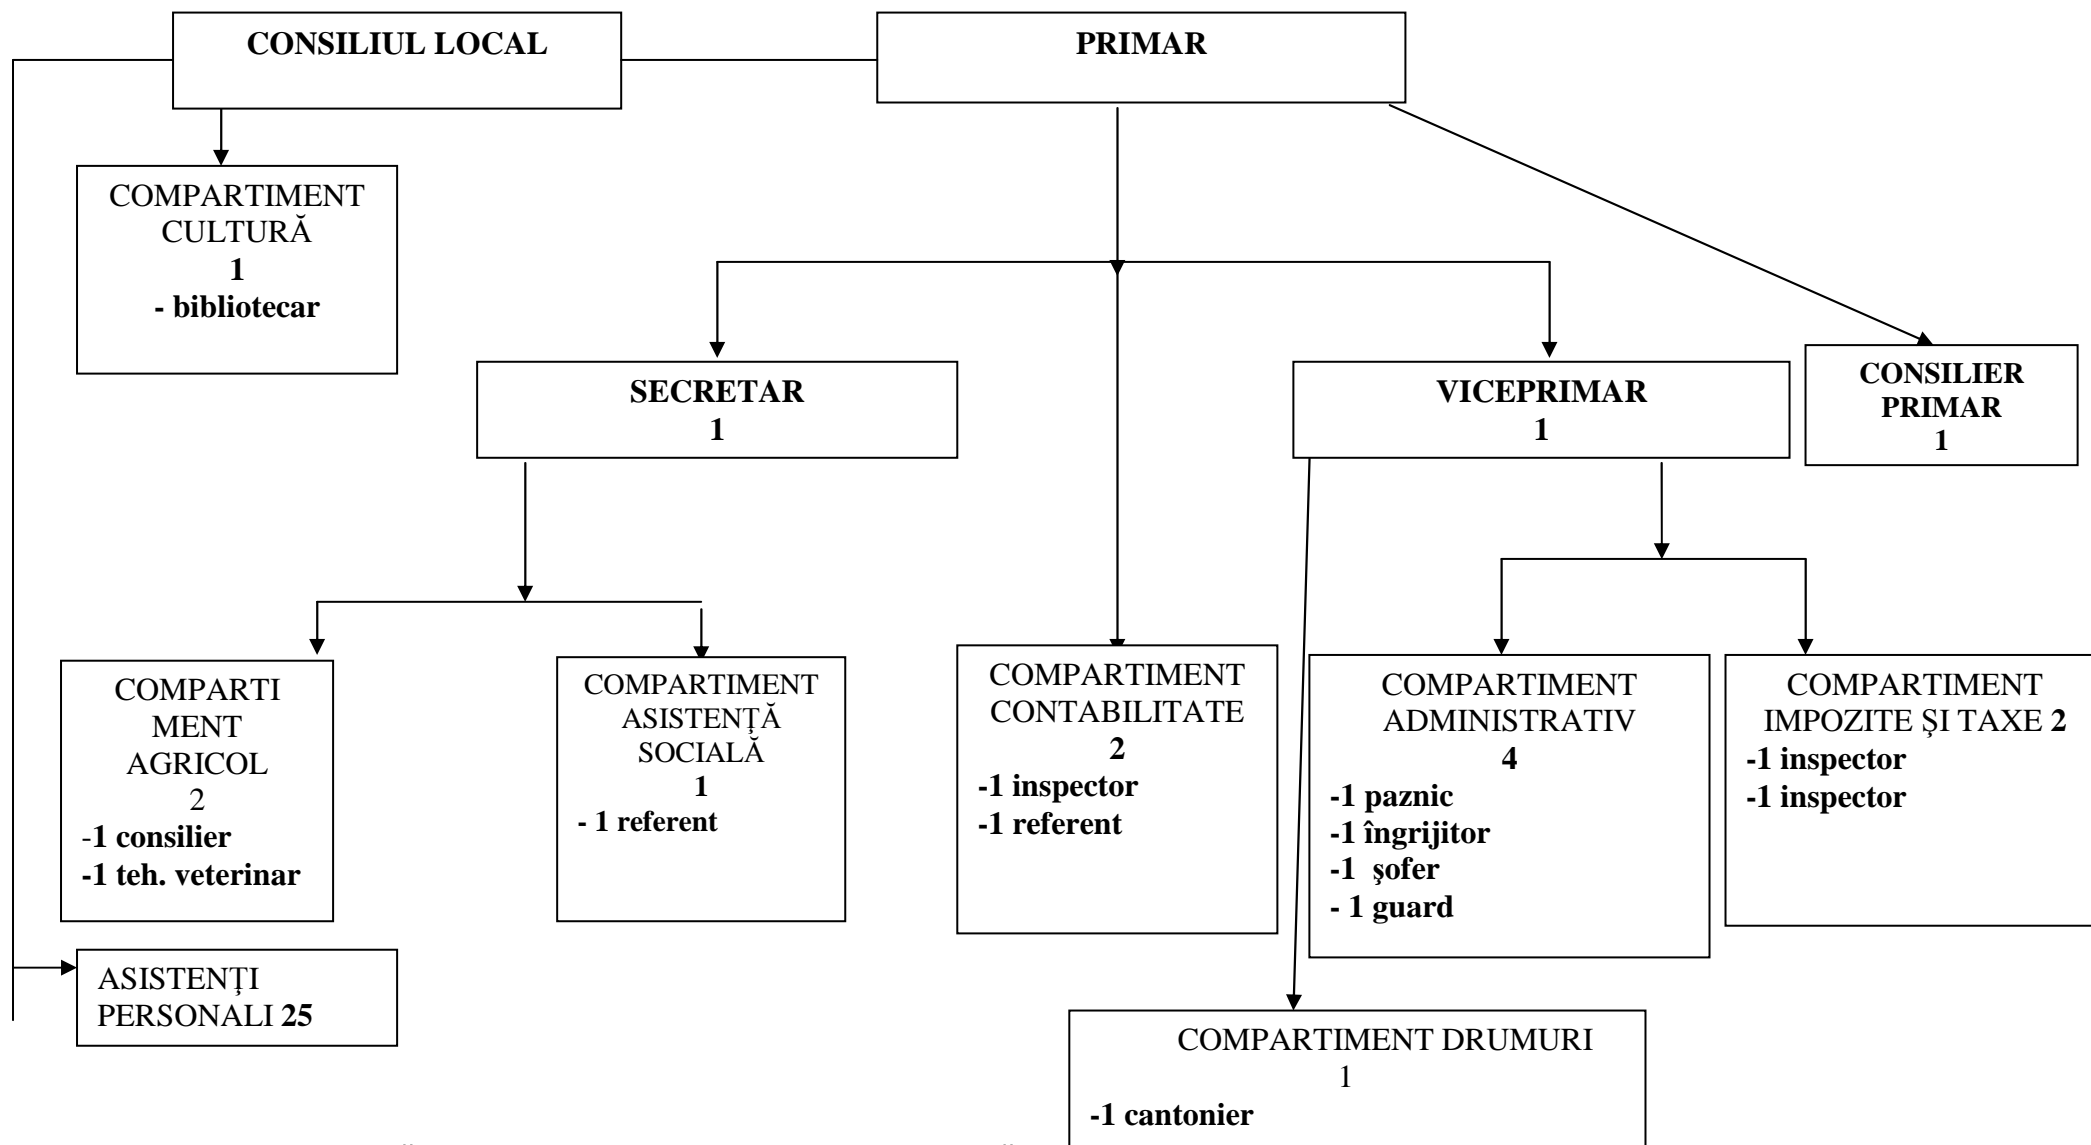 CONSILIUL LOCAL
PRIMAR
COMPARTIMENT
CULTURĂ
1
- bibliotecar
SECRETAR
1
VICEPRIMAR
1
CONSILIER
PRIMAR
1
COMPARTI
MENT
AGRICOL
2
-1 consilier
-1 teh. veterinar
COMPARTIMENT
ASISTENŢĂ
SOCIALĂ
1
- 1 referent
COMPARTIMENT
CONTABILITATE
2
-1 inspector
-1 referent
COMPARTIMENT
ADMINISTRATIV
4
-1 paznic
-1 îngrijitor
-1  şofer
- 1 guard
COMPARTIMENT
IMPOZITE ŞI TAXE 2
-1 inspector
-1 inspector
ASISTENŢI
PERSONALI 25
COMPARTIMENT DRUMURI
1
-1 cantonier